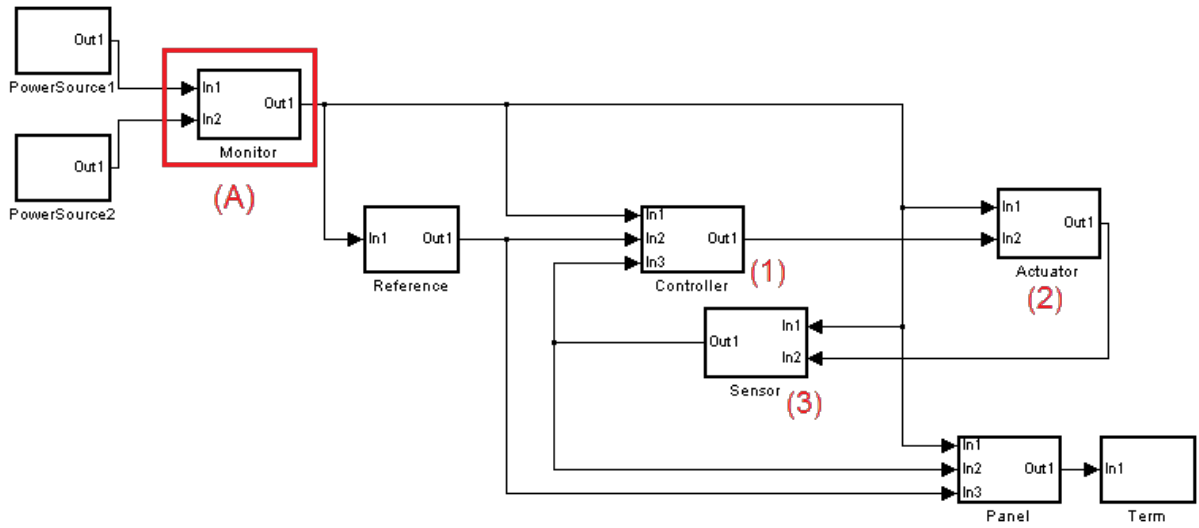 Out1
PowerSource1
Out1
PowerSource2
In1
In2
Out1
Monitor
(A)
In1
Out1
Reference
In1
In2
In3
Out1
Controller
(1)
In1
In2
Out1
Actuator
(2)
Out1
In1
In2
Sensor
(3)
In1
In2
In3
Out1
Panel
In1
Term